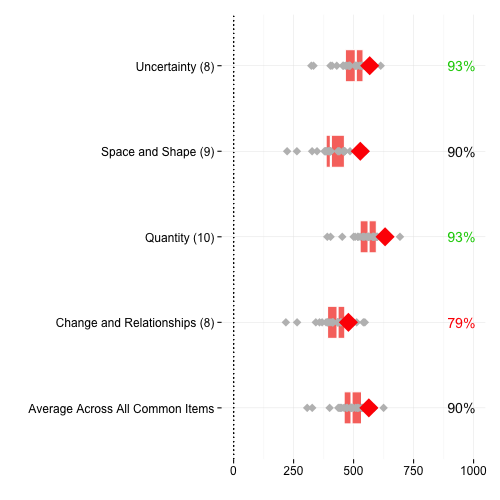 Uncertainty (8) 93%
Space and Shape (9) 90%
Quantity (10) 93%
Change and Relationships (8) 79%
Average Across All Common Items 90%
0 250 500 750 1000